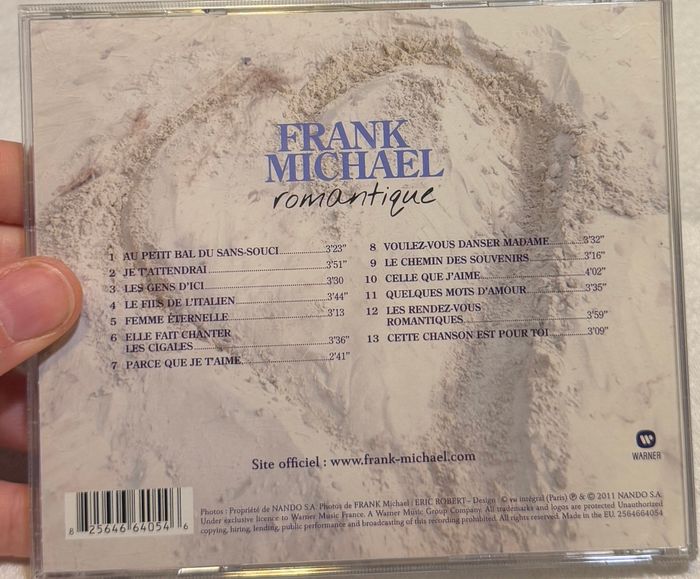 FRANK
MICHAEL
romantique
1 AU PETIT BAL DU SANS-SOUCI 3'23"
2 JE T'ATTENDRAI 3'51"
3 LES GENS D'ICI 3'30
4 LE FILS DE L'ITALIEN 3'44"
5 FEMME ÉTERNELLE 3'13
6 ELLE FAIT CHANTER
LES CIGALES 3'36"
7 PARCE QUE JE T'AIME 2'41"
8 VOULEZ-VOUS DANSER MADAME 3'32"
9 LE CHEMIN DES SOUVENIRS 3'16"
10 CELLE QUE J'AIME 4'02"
11 QUELQUES MOTS D'AMOUR 3'35"
12 LES RENDEZ-VOUS
ROMANTIQUES 3'59"
13 CETTE CHANSON EST POUR TOI 3'09"
Site officiel : www.frank-michael.com
WARNER
8 25646 64054 6
Photos : Propriété de NANDO S.A. Photos de FRANK Michael : ERIC ROBERT - Design : © vu intégral (Paris) ℗ & © 2011 NANDO S.A.
Under exclusive licence to Warner Music France. A Warner Music Group Company. All trademarks and logos are protected. Unauthorized
copying, hiring, lending, public performance and broadcasting of this recording prohibited. All rights reserved. Made in the EU. 2564664054